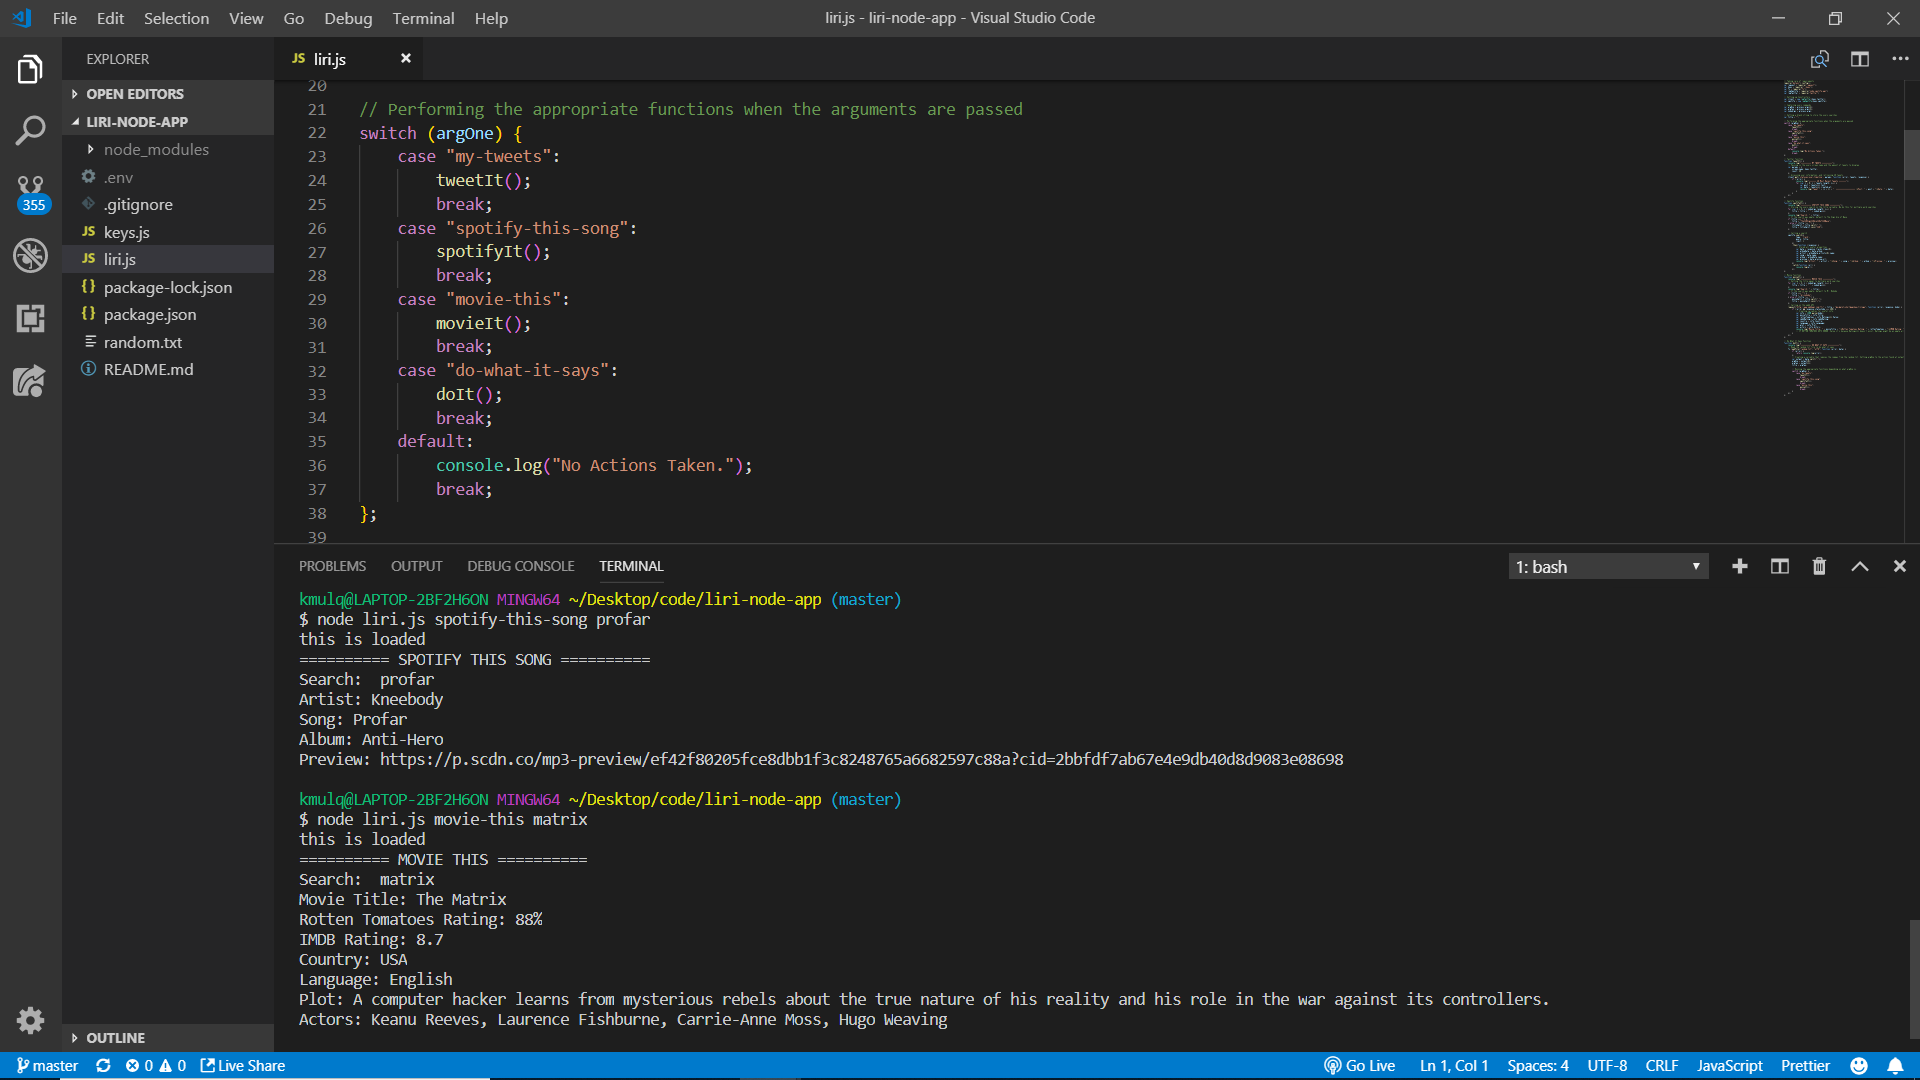 File Edit Selection View Go Debug Terminal Help
liri.js - liri-node-app - Visual Studio Code
EXPLORER
OPEN EDITORS
LIRI-NODE-APP
node_modules
.env
.gitignore
JS keys.js
JS liri.js
{} package-lock.json
{} package.json
random.txt
README.md
OUTLINE
355
JS liri.js
20
21 // Performing the appropriate functions when the arguments are passed
22 switch (argOne) {
23 case "my-tweets":
24 tweetIt();
25 break;
26 case "spotify-this-song":
27 spotifyIt();
28 break;
29 case "movie-this":
30 movieIt();
31 break;
32 case "do-what-it-says":
33 doIt();
34 break;
35 default:
36 console.log("No Actions Taken.");
37 break;
38 };
39
PROBLEMS OUTPUT DEBUG CONSOLE TERMINAL
1: bash
kmulq@LAPTOP-2BF2H6ON MINGW64 ~/Desktop/code/liri-node-app (master)
$ node liri.js spotify-this-song profar
this is loaded
========== SPOTIFY THIS SONG ==========
Search:  profar
Artist: Kneebody
Song: Profar
Album: Anti-Hero
Preview: https://p.scdn.co/mp3-preview/ef42f80205fce8dbb1f3c8248765a6682597c88a?cid=2bbfdf7ab67e4e9db40d8d9083e08698
kmulq@LAPTOP-2BF2H6ON MINGW64 ~/Desktop/code/liri-node-app (master)
$ node liri.js movie-this matrix
this is loaded
========== MOVIE THIS ==========
Search:  matrix
Movie Title: The Matrix
Rotten Tomatoes Rating: 88%
IMDB Rating: 8.7
Country: USA
Language: English
Plot: A computer hacker learns from mysterious rebels about the true nature of his reality and his role in the war against its controllers.
Actors: Keanu Reeves, Laurence Fishburne, Carrie-Anne Moss, Hugo Weaving
master 0 0 Live Share Go Live Ln 1, Col 1 Spaces: 4 UTF-8 CRLF JavaScript Prettier